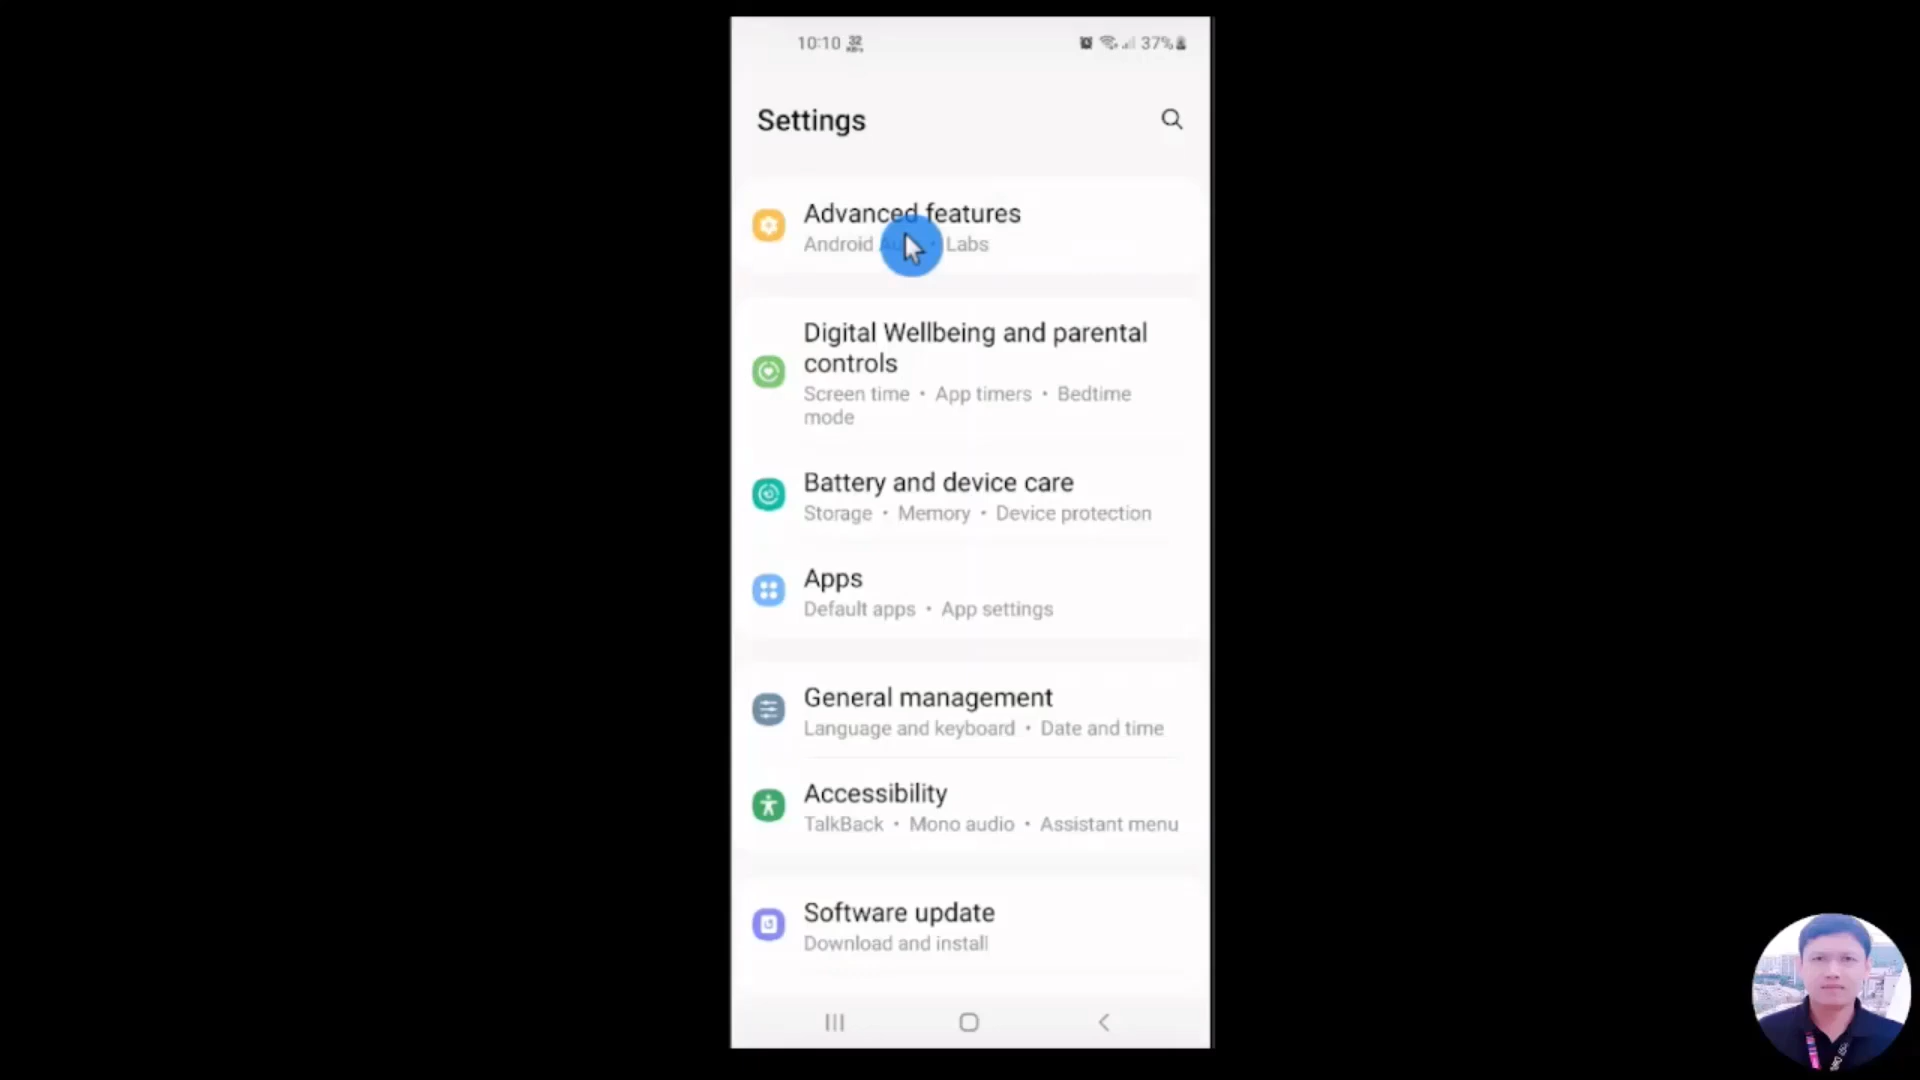 10:10 32 KB/s 37%
Settings
Advanced features
Android • Labs
Digital Wellbeing and parental
controls
Screen time • App timers • Bedtime
mode
Battery and device care
Storage • Memory • Device protection
Apps
Default apps • App settings
General management
Language and keyboard • Date and time
Accessibility
TalkBack • Mono audio • Assistant menu
Software update
Download and install